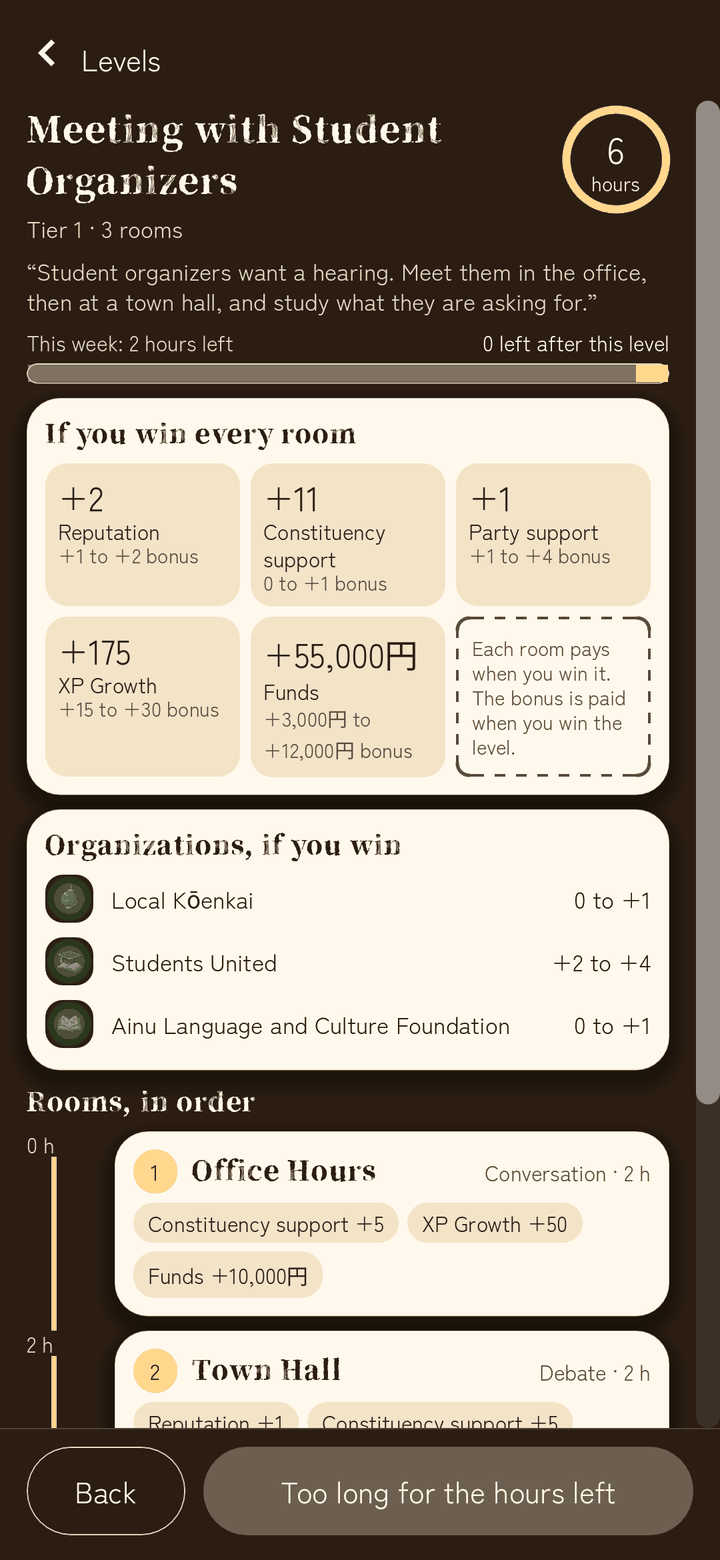 Levels
Meeting with Student
Organizers
6
hours
Tier 1 · 3 rooms
“Student organizers want a hearing. Meet them in the office,
then at a town hall, and study what they are asking for.”
This week: 2 hours left
0 left after this level
If you win every room
+2
Reputation
+1 to +2 bonus
+11
Constituency
support
0 to +1 bonus
+1
Party support
+1 to +4 bonus
+175
XP Growth
+15 to +30 bonus
+55,000円
Funds
+3,000円 to
+12,000円 bonus
Each room pays
when you win it.
The bonus is paid
when you win the
level.
Organizations, if you win
Local Kōenkai 0 to +1
Students United +2 to +4
Ainu Language and Culture Foundation 0 to +1
Rooms, in order
0 h
1 Office Hours Conversation · 2 h
Constituency support +5 XP Growth +50
Funds +10,000円
2 h
2 Town Hall Debate · 2 h
Reputation +1 Constituency support +5
Back Too long for the hours left